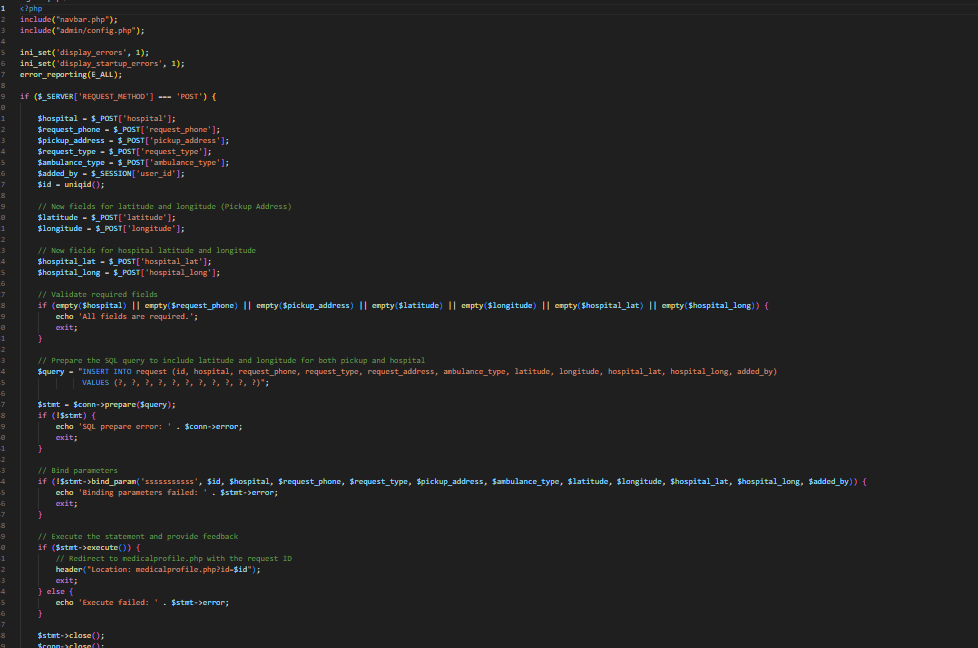 1 <?php
2 include("navbar.php");
3 include("admin/config.php");
4
5 ini_set('display_errors', 1);
6 ini_set('display_startup_errors', 1);
7 error_reporting(E_ALL);
8
9 if ($_SERVER['REQUEST_METHOD'] === 'POST') {
0
1 $hospital = $_POST['hospital'];
2 $request_phone = $_POST['request_phone'];
3 $pickup_address = $_POST['pickup_address'];
4 $request_type = $_POST['request_type'];
5 $ambulance_type = $_POST['ambulance_type'];
6 $added_by = $_SESSION['user_id'];
7 $id = uniqid();
8
9 // New fields for latitude and longitude (Pickup Address)
0 $latitude = $_POST['latitude'];
1 $longitude = $_POST['longitude'];
2
3 // New fields for hospital latitude and longitude
4 $hospital_lat = $_POST['hospital_lat'];
5 $hospital_long = $_POST['hospital_long'];
6
7 // Validate required fields
8 if (empty($hospital) || empty($request_phone) || empty($pickup_address) || empty($latitude) || empty($longitude) || empty($hospital_lat) || empty($hospital_long)) {
9 echo 'All fields are required.';
0 exit;
1 }
2
3 // Prepare the SQL query to include latitude and longitude for both pickup and hospital
4 $query = "INSERT INTO request (id, hospital, request_phone, request_type, request_address, ambulance_type, latitude, longitude, hospital_lat, hospital_long, added_by)
5 VALUES (?, ?, ?, ?, ?, ?, ?, ?, ?, ?, ?)";
6
7 $stmt = $conn->prepare($query);
8 if (!$stmt) {
9 echo 'SQL prepare error: ' . $conn->error;
0 exit;
1 }
2
3 // Bind parameters
4 if (!$stmt->bind_param('sssssssssss', $id, $hospital, $request_phone, $request_type, $pickup_address, $ambulance_type, $latitude, $longitude, $hospital_lat, $hospital_long, $added_by)) {
5 echo 'Binding parameters failed: ' . $stmt->error;
6 exit;
7 }
8
9 // Execute the statement and provide feedback
0 if ($stmt->execute()) {
1 // Redirect to medicalprofile.php with the request ID
2 header("Location: medicalprofile.php?id=$id");
3 exit;
4 } else {
5 echo 'Execute failed: ' . $stmt->error;
6 }
7
8 $stmt->close();
9 $conn->close();